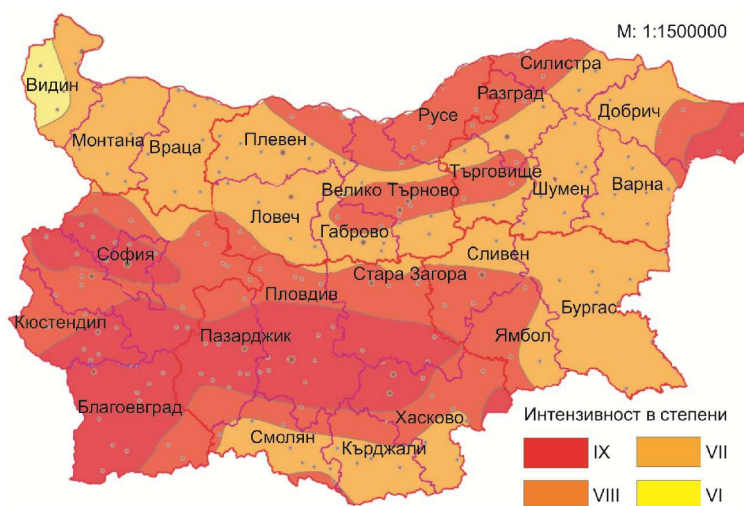 М: 1:1500000
Силистра
Видин
Разград
Добрич
Русе
Монтана
Плевен
Враца
Търговище
Велико Търново
Шумен
Варна
Ловеч
Габрово
София
Сливен
Стара Загора
Пловдив
Бургас
Кюстендил
Пазарджик
Ямбол
Благоевград
Хасково
Интензивност в степени
Смолян
Кърджали
IX
VII
VIII
VI